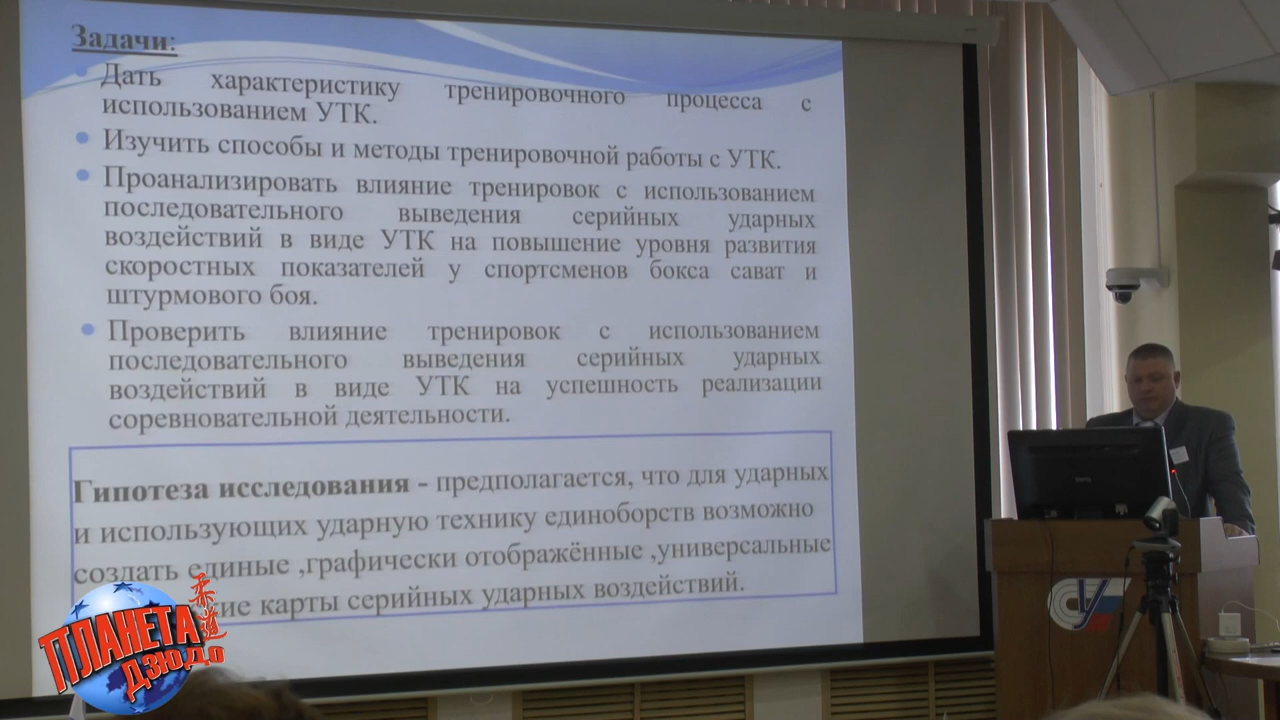 Задачи:
Дать характеристику тренировочного процесса с
использованием УТК.
Изучить способы и методы тренировочной работы с УТК.
Проанализировать влияние тренировок с использованием
последовательного выведения серийных ударных
воздействий в виде УТК на повышение уровня развития
скоростных показателей у спортсменов бокса сават и
штурмового боя.
Проверить влияние тренировок с использованием
последовательного выведения серийных ударных
воздействий в виде УТК на успешность реализации
соревновательной деятельности.
Гипотеза исследования - предполагается, что для ударных
и использующих ударную технику единоборств возможно
создать единые ,графически отображённые ,универсальные
карты серийных ударных воздействий.
ПЛАНЕТА
ДЗЮДО
柔道